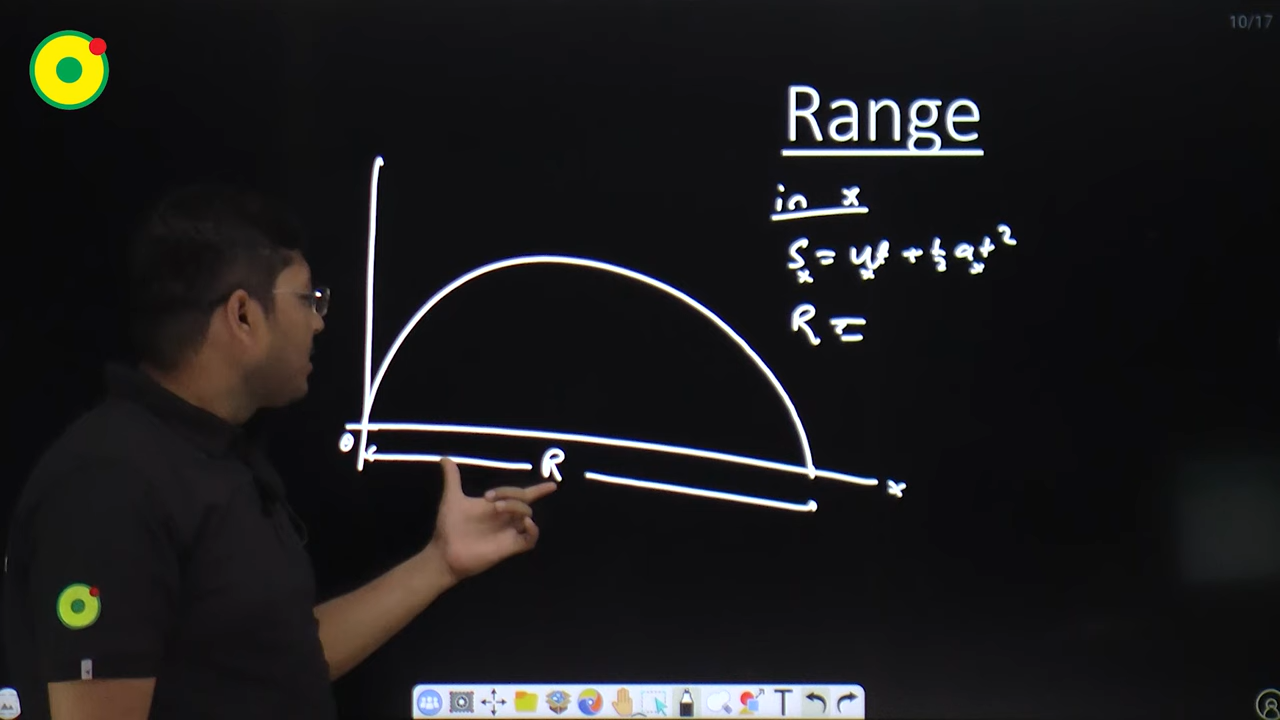 10/17
Range
in x
Sₓ = uₓt + ½ aₓt²
R =
O
R
x
T